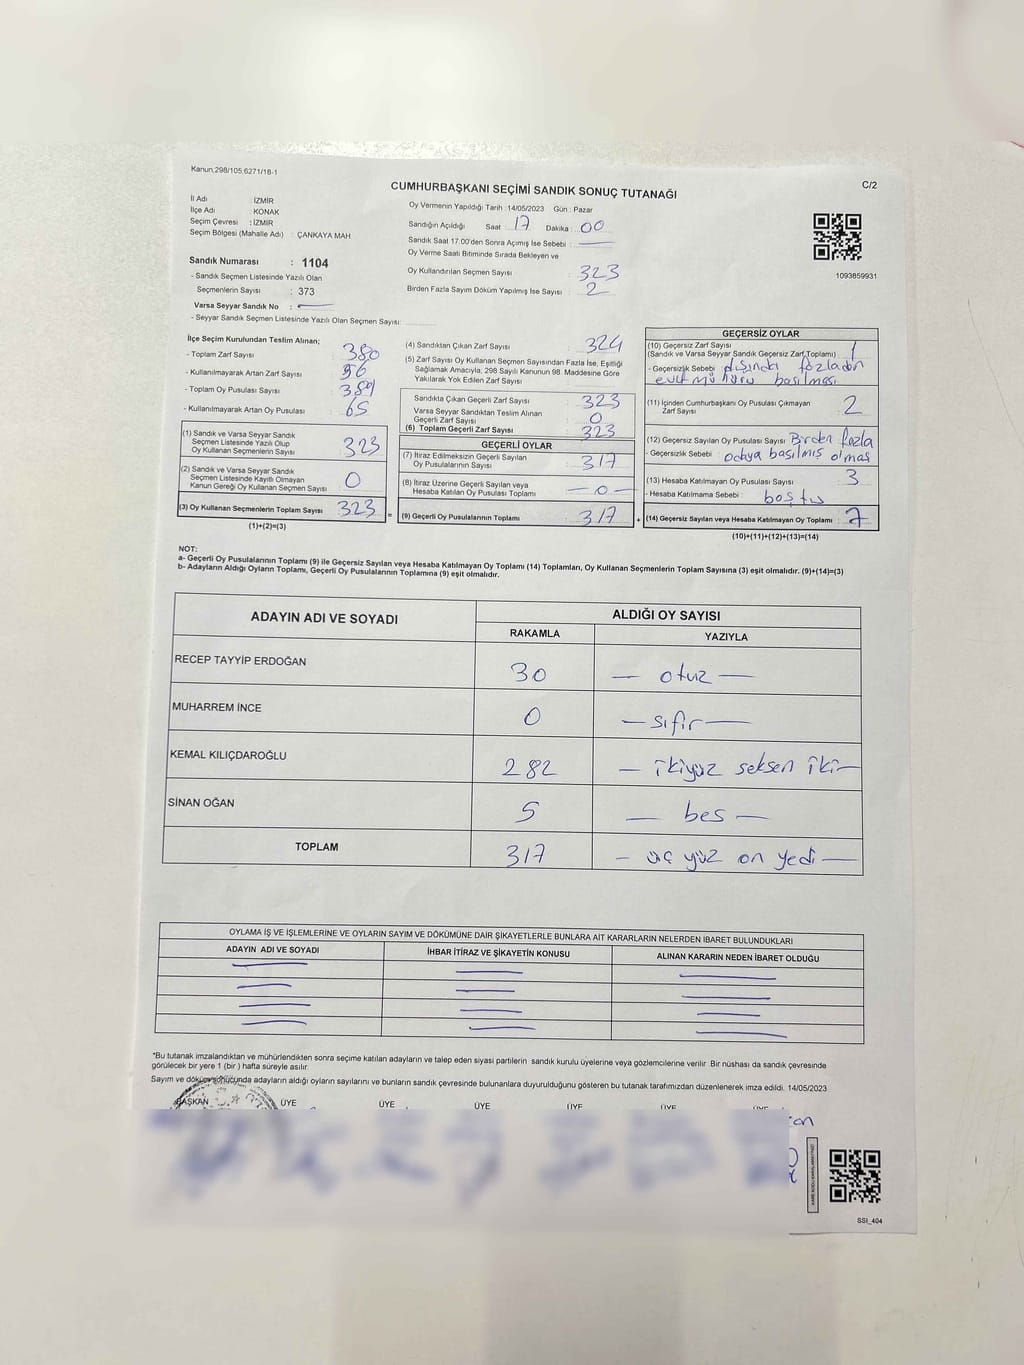 Kanun;298/105,6271/18-1
C/2
CUMHURBAŞKANI SEÇİMİ SANDIK SONUÇ TUTANAĞI
İl Adı : İZMİR
İlçe Adı : KONAK
Seçim Çevresi : İZMİR
Seçim Bölgesi (Mahalle Adı) : ÇANKAYA MAH.
Sandık Numarası : 1104
- Sandık Seçmen Listesinde Yazılı Olan
Seçmenlerin Sayısı : 373
Varsa Seyyar Sandık No :
- Seyyar Sandık Seçmen Listesinde Yazılı Olan Seçmen Sayısı:
Oy Vermenin Yapıldığı Tarih : 14/05/2023 Gün : Pazar
Sandığın Açıldığı Saat : 17 Dakika : 00
Sandık Saat 17:00'den Sonra Açımış İse Sebebi :
Oy Verme Saati Bitiminde Sırada Bekleyen ve
Oy Kullandırılan Seçmen Sayısı : 323
Birden Fazla Sayım Döküm Yapılmış İse Sayısı : 2
1093859931
İlçe Seçim Kurulundan Teslim Alınan;
- Toplam Zarf Sayısı : 380
- Kullanılmayarak Artan Zarf Sayısı : 56
- Toplam Oy Pusulası Sayısı : 389
- Kullanılmayarak Artan Oy Pusulası : 65
(1) Sandık ve Varsa Seyyar Sandık
Seçmen Listesinde Yazılı Olup
Oy Kullanan Seçmen Sayısı : 323
(2) Sandık ve Varsa Seyyar Sandık
Seçmen Listesinde Kayıtlı Olmayan
Kanun Gereği Oy Kullanan Seçmen Sayısı : 0
(3) Oy Kullanan Seçmenlerin Toplam Sayısı : 323
(1)+(2)=(3)
(4) Sandıktan Çıkan Zarf Sayısı : 324
(5) Zarf Sayısı Oy Kullanan Seçmen Sayısından Fazla İse, Eşitliği
Sağlamak Amacıyla, 298 Sayılı Kanunun 98. Maddesine Göre
Yakılarak Yok Edilen Zarf Sayısı :
Sandıkta Çıkan Geçerli Zarf Sayısı : 323
Varsa Seyyar Sandıktan Teslim Alınan
Geçerli Zarf Sayısı : 0
(6) Toplam Geçerli Zarf Sayısı : 323
GEÇERLİ OYLAR
(7) İtiraz Edilmeksizin Geçerli Sayılan
Oy Pusulalarının Sayısı : 317
(8) İtiraz Üzerine Geçerli Sayılan veya
Hesaba Katılan Oy Pusulası Toplamı : — 0 —
(9) Geçerli Oy Pusulalarının Toplamı : 317
GEÇERSİZ OYLAR
(10) Geçersiz Zarf Sayısı
(Sandık ve Varsa Seyyar Sandık Geçersiz Zarf Toplamı) : 1
- Geçersizlik Sebebi : dışında fazladan
evet mührü basılması
(11) İçinden Cumhurbaşkanı Oy Pusulası Çıkmayan
Zarf Sayısı : 2
(12) Geçersiz Sayılan Oy Pusulası Sayısı : Birden fazla
- Geçersizlik Sebebi : adaya basılmış olması
(13) Hesaba Katılmayan Oy Pusulası Sayısı : 3
- Hesaba Katılmama Sebebi : boştu
(14) Geçersiz Sayılan veya Hesaba Katılmayan Oy Toplamı : 7
(10)+(11)+(12)+(13)=(14)
NOT:
a- Geçerli Oy Pusulalarının Toplamı (9) ile Geçersiz Sayılan veya Hesaba Katılmayan Oy Toplamı (14) Toplamları, Oy Kullanan Seçmenlerin Toplam Sayısına (3) eşit olmalıdır. (9)+(14)=(3)
b- Adayların Aldığı Oyların Toplamı, Geçerli Oy Pusulalarının Toplamına (9) eşit olmalıdır.
ADAYIN ADI VE SOYADI
ALDIĞI OY SAYISI
RAKAMLA YAZIYLA
RECEP TAYYİP ERDOĞAN 30 — otuz —
MUHARREM İNCE 0 — sıfır —
KEMAL KILIÇDAROĞLU 282 — ikiyüz seksen iki —
SİNAN OĞAN 5 — bes —
TOPLAM 317 — üç yüz on yedi —
OYLAMA İŞ VE İŞLEMLERİNE VE OYLARIN SAYIM VE DÖKÜMÜNE DAİR ŞİKAYETLERLE BUNLARA AİT KARARLARIN NELERDEN İBARET BULUNDUKLARI
ADAYIN ADI VE SOYADI İHBAR İTİRAZ VE ŞİKAYETİN KONUSU ALINAN KARARIN NEDEN İBARET OLDUĞU
*Bu tutanak imzalandıktan ve mühürlendikten sonra seçime katılan adayların ve talep eden siyasi partilerin sandık kurulu üyelerine veya gözlemcilerine verilir. Bir nüshası da sandık çevresinde
görülecek bir yere 1 (bir ) hafta süreyle asılır.
Sayım ve döküm sonucunda adayların aldığı oyların sayılarını ve bunların sandık çevresinde bulunanlara duyurulduğunu gösteren bu tutanak tarafımızdan düzenlenerek imza edildi. 14/05/2023
BAŞKAN ÜYE ÜYE ÜYE ÜYE ÜYE ÜYE
SSI_404